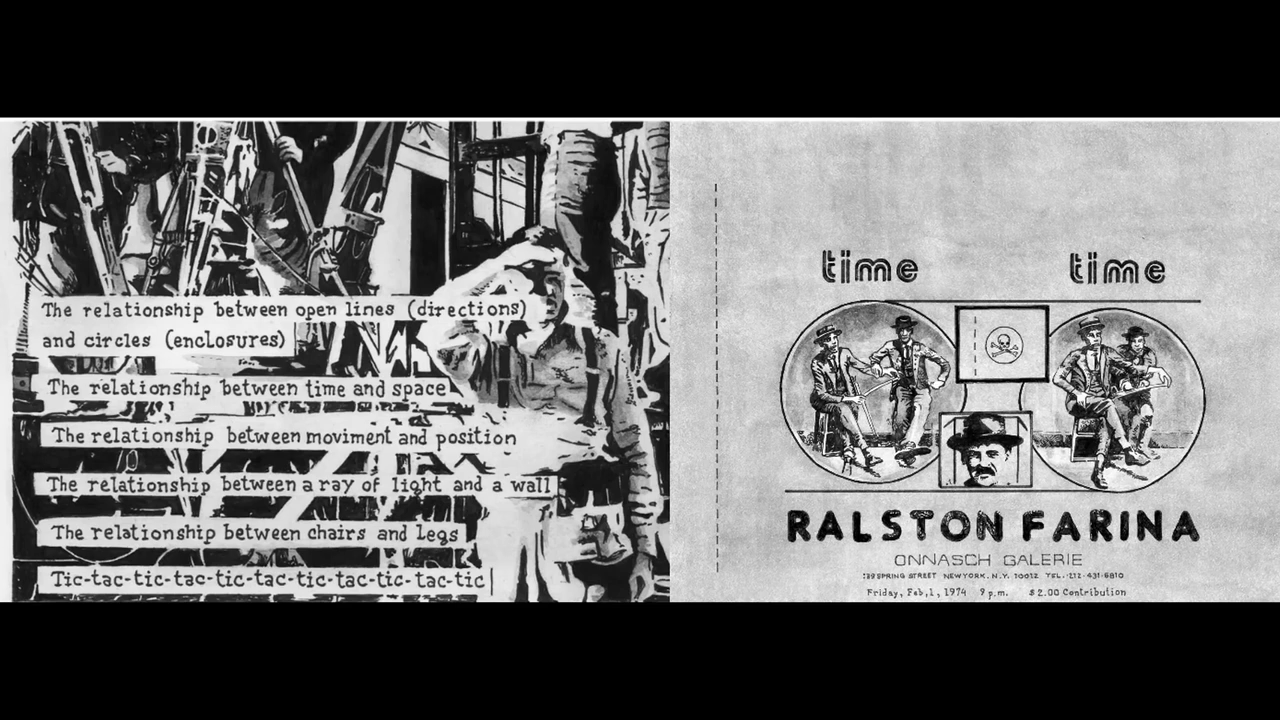 The relationship between open lines (directions)
and circles (enclosures)
The relationship between time and space
The relationship between moviment and position
The relationship between a ray of light and a wall
The relationship between chairs and legs
Tic-tac-tic-tac-tic-tac-tic-tac-tic-tac-tic
time time
RALSTON FARINA
ONNASCH GALERIE
139 SPRING STREET NEWYORK. N.Y. 10012 TEL. 212-431-6810
Friday, Feb,1, 1974 9 p.m. $2.00 Contribution